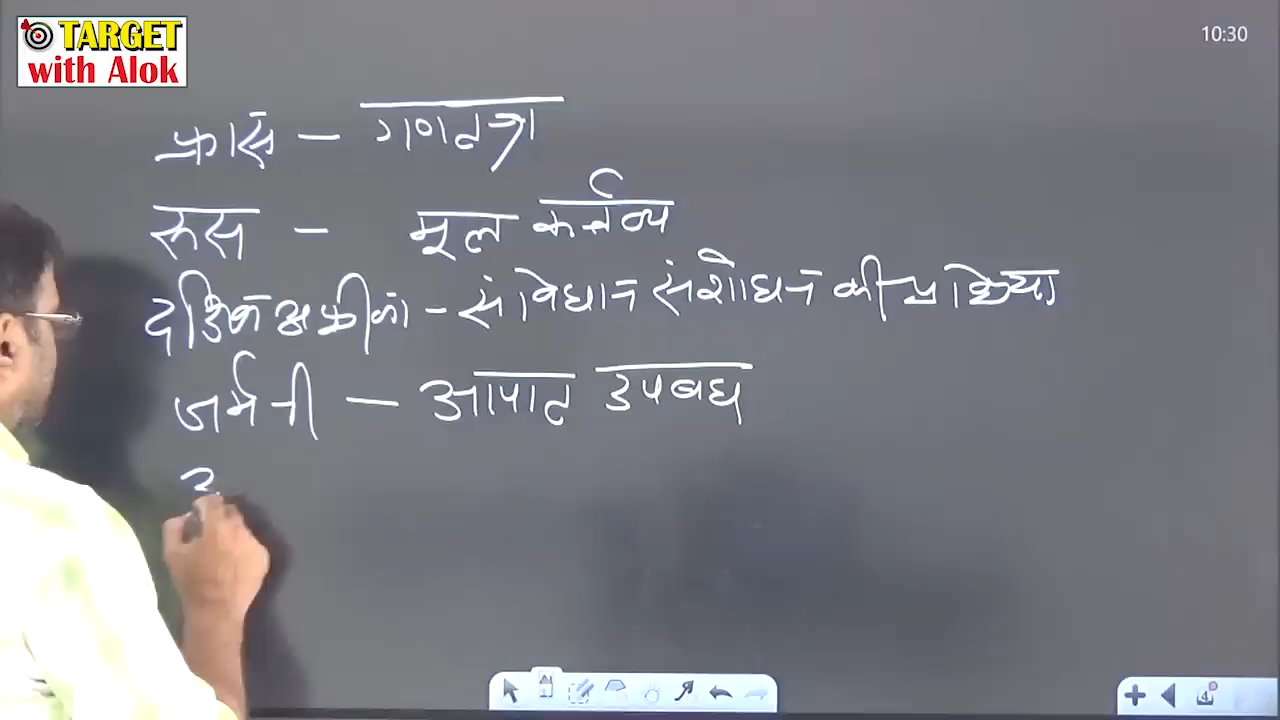 TARGET
with Alok
10:30
फ्रांस – गणतंत्र
रूस – मूल कर्तव्य
दक्षिण अफ्रीका – संविधान संशोधन की प्रक्रिया
जर्मनी – आपात उपबंध